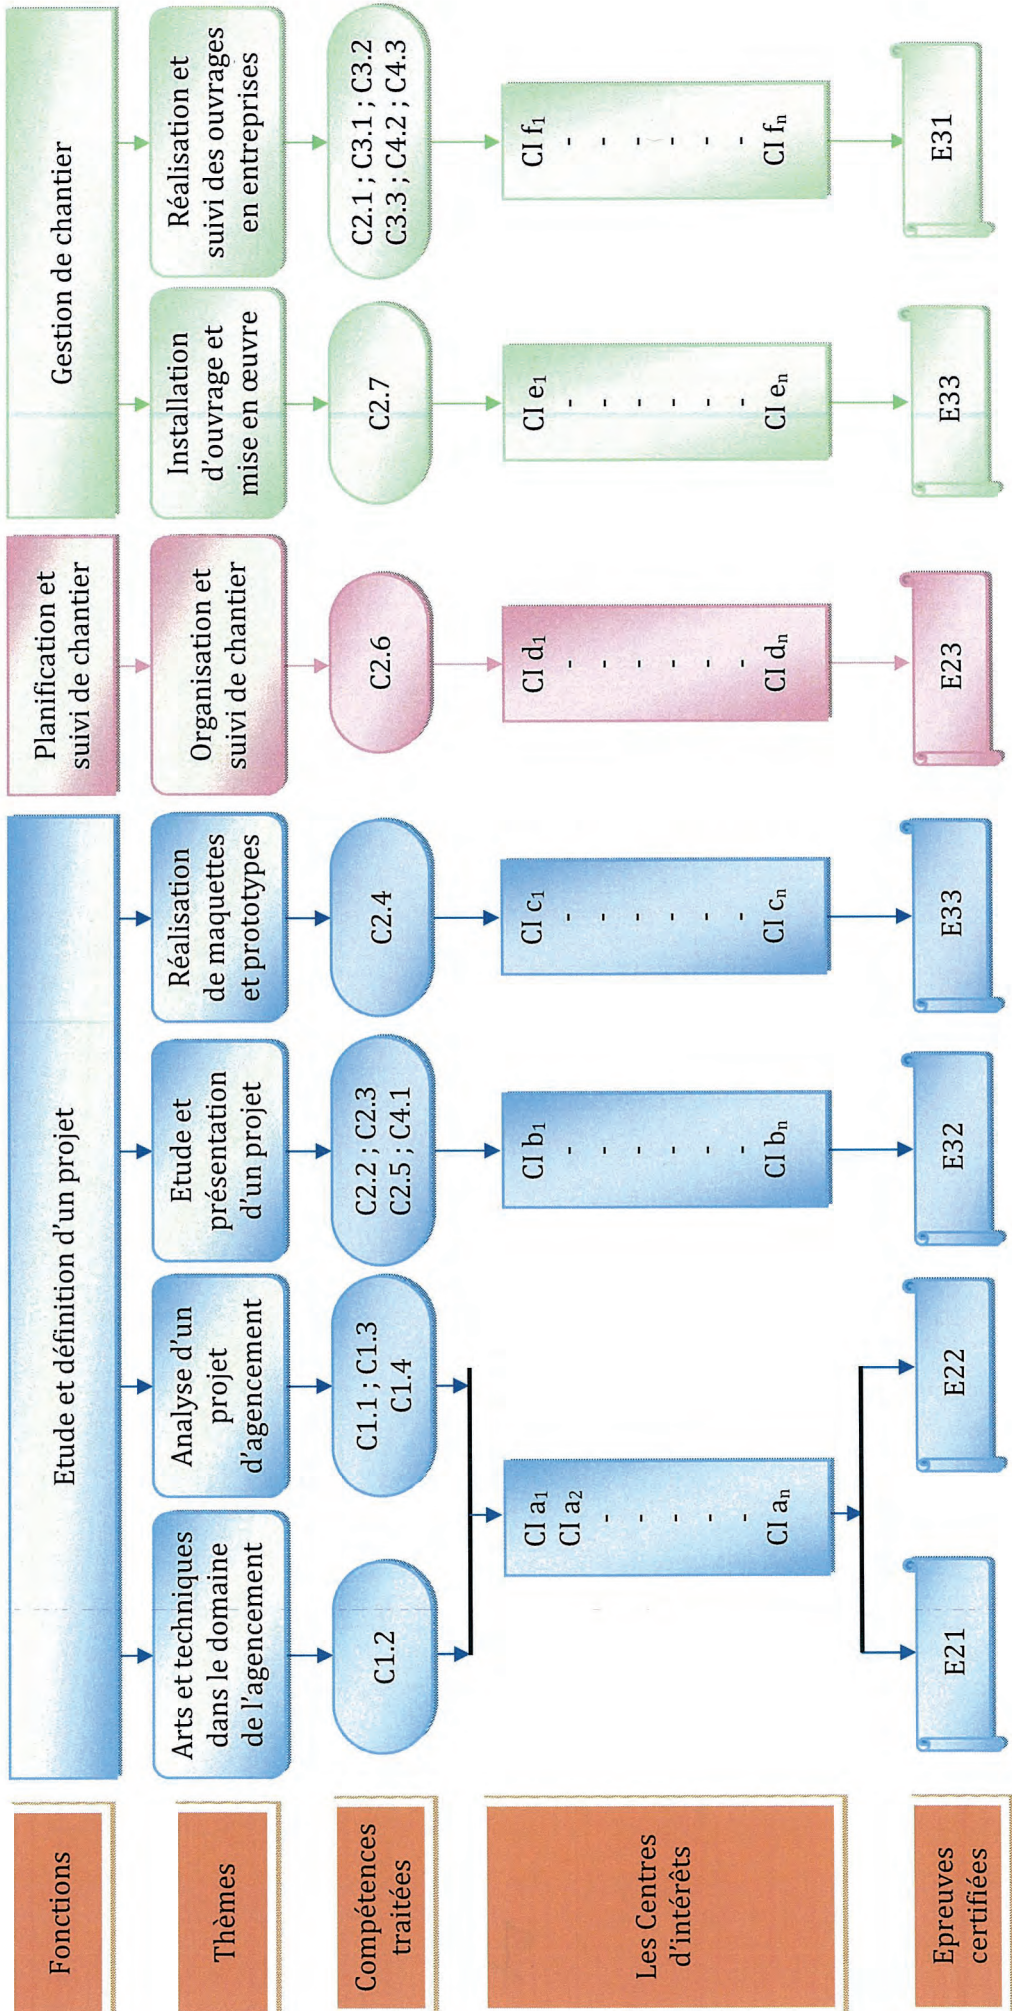 Fonctions
Etude et définition d'un projet
Planification et
suivi de chantier
Gestion de chantier
Thèmes
Arts et techniques
dans le domaine
de l'agencement
Analyse d'un
projet
d'agencement
Etude et
présentation
d'un projet
Réalisation
de maquettes
et prototypes
Organisation et
suivi de chantier
Installation
d'ouvrage et
mise en œuvre
Réalisation et
suivi des ouvrages
en entreprises
Compétences
traitées
C1.2
C1.1 ; C1.3
C1.4
C2.2 ; C2.3
C2.5 ; C4.1
C2.4
C2.6
C2.7
C2.1 ; C3.1 ; C3.2
C3.3 ; C4.2 ; C4.3
Les Centres
d'intérêts
CI a₁
CI a₂
-
-
-
-
-
CI aₙ
CI b₁
-
-
-
-
-
-
CI bₙ
CI c₁
-
-
-
-
-
-
CI cₙ
CI d₁
-
-
-
-
-
-
CI dₙ
CI e₁
-
-
-
-
-
-
CI eₙ
CI f₁
-
-
-
-
-
-
CI fₙ
Epreuves
certifiées
E21
E22
E32
E33
E23
E33
E31